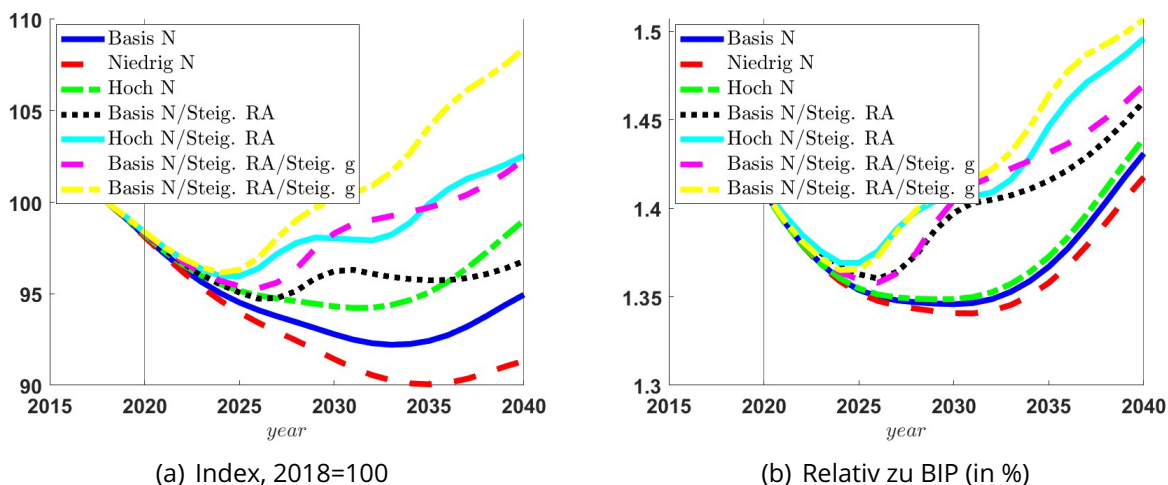 110
105
100
95
90
2015
2020
2025
2030
2035
2040
year
Basis N
Niedrig N
Hoch N
Basis N/Steig. RA
Hoch N/Steig. RA
Basis N/Steig. RA/Steig. g
Basis N/Steig. RA/Steig. g
(a) Index, 2018=100
1.5
1.45
1.4
1.35
1.3
2015
2020
2025
2030
2035
2040
year
Basis N
Niedrig N
Hoch N
Basis N/Steig. RA
Hoch N/Steig. RA
Basis N/Steig. RA/Steig. g
Basis N/Steig. RA/Steig. g
(b) Relativ zu BIP (in %)